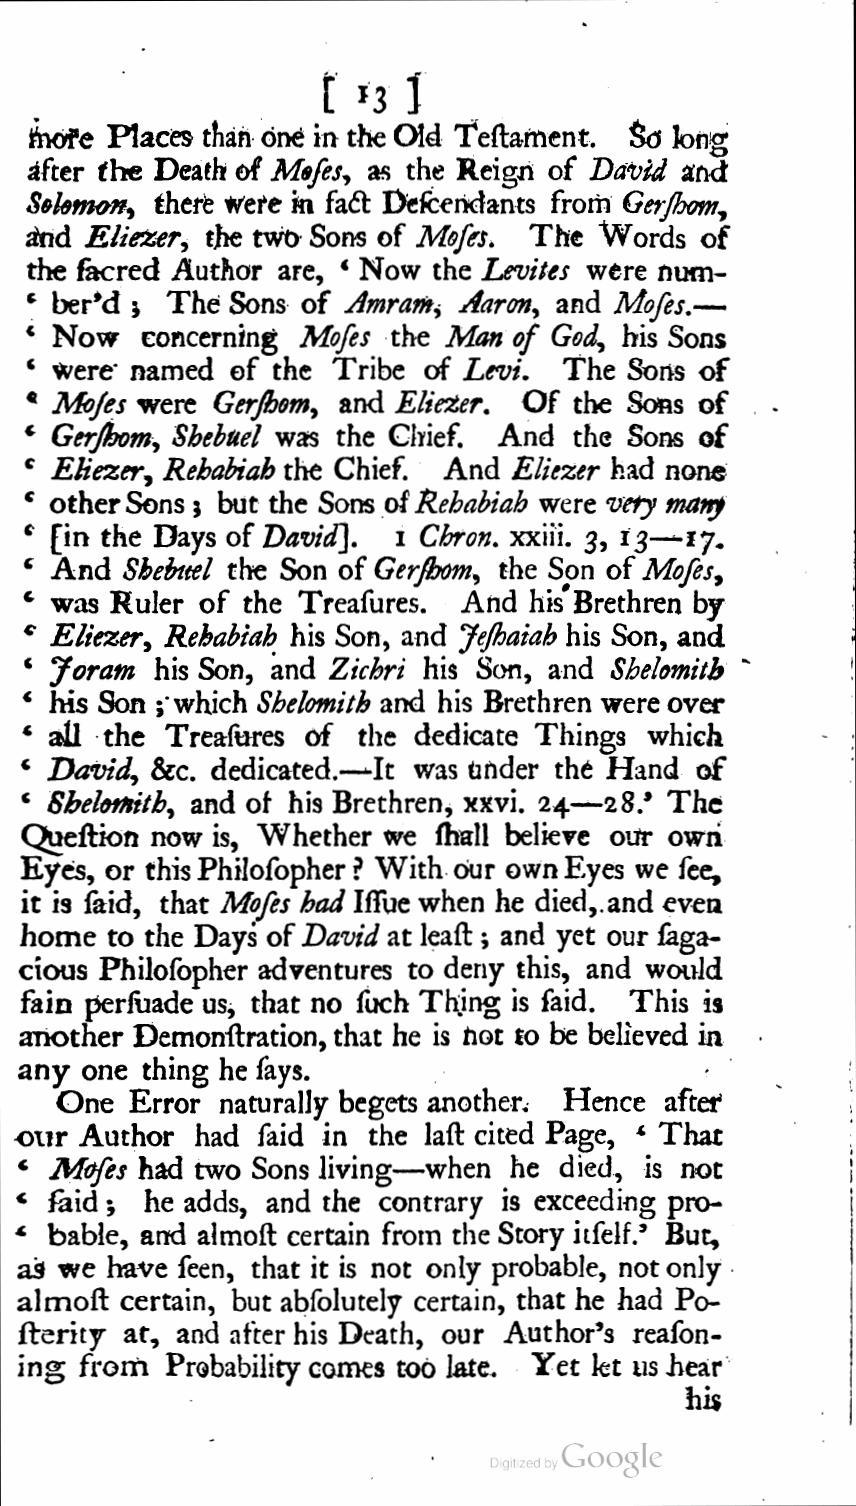 [ 13 ]
more Places than one in the Old Teſtament. So long
after the Death of Moſes, as the Reign of David and
Solomon, there were in fact Deſcendants from Gerſhom,
and Eliezer, the two Sons of Moſes. The Words of
the ſacred Author are, ‘ Now the Levites were num-
‘ ber’d ; The Sons of Amram, Aaron, and Moſes.—
‘ Now concerning Moſes the Man of God, his Sons
‘ were named of the Tribe of Levi. The Sons of
‘ Moſes were Gerſhom, and Eliezer. Of the Sons of
‘ Gerſhom, Shebuel was the Chief. And the Sons of
‘ Eliezer, Rehabiah the Chief. And Eliezer had none
‘ other Sons ; but the Sons of Rehabiah were very many
‘ [in the Days of David]. 1 Chron. xxiii. 3, 13—17.
‘ And Shebuel the Son of Gerſhom, the Son of Moſes,
‘ was Ruler of the Treaſures. And his Brethren by
‘ Eliezer, Rehabiah his Son, and Jeſhaiah his Son, and
‘ Joram his Son, and Zichri his Son, and Shelomith
‘ his Son ; which Shelomith and his Brethren were over
‘ all the Treaſures of the dedicate Things which
‘ David, &c. dedicated.—It was under the Hand of
‘ Shelomith, and of his Brethren, xxvi. 24—28.’ The
Queſtion now is, Whether we ſhall believe our own
Eyes, or this Philoſopher ? With our own Eyes we ſee,
it is ſaid, that Moſes had Iſſue when he died, and even
home to the Days of David at leaſt ; and yet our ſaga-
cious Philoſopher adventures to deny this, and would
fain perſuade us, that no ſuch Thing is ſaid. This is
another Demonſtration, that he is not to be believed in
any one thing he ſays.
One Error naturally begets another. Hence after
our Author had ſaid in the laſt cited Page, ‘ That
‘ Moſes had two Sons living—when he died, is not
‘ ſaid ; he adds, and the contrary is exceeding pro-
‘ bable, and almoſt certain from the Story itſelf.’ But,
as we have ſeen, that it is not only probable, not only
almoſt certain, but abſolutely certain, that he had Po-
ſterity at, and after his Death, our Author’s reaſon-
ing from Probability comes too late. Yet let us hear
his
Digitized by Google